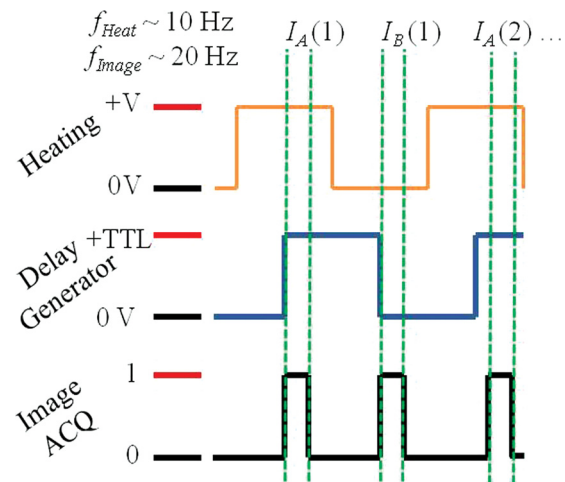 f_Heat ~ 10 Hz
f_Image ~ 20 Hz
I_A(1)
I_B(1)
I_A(2) ...
Heating
+V
0V
Delay
Generator
+TTL
0 V
Image
ACQ
1
0